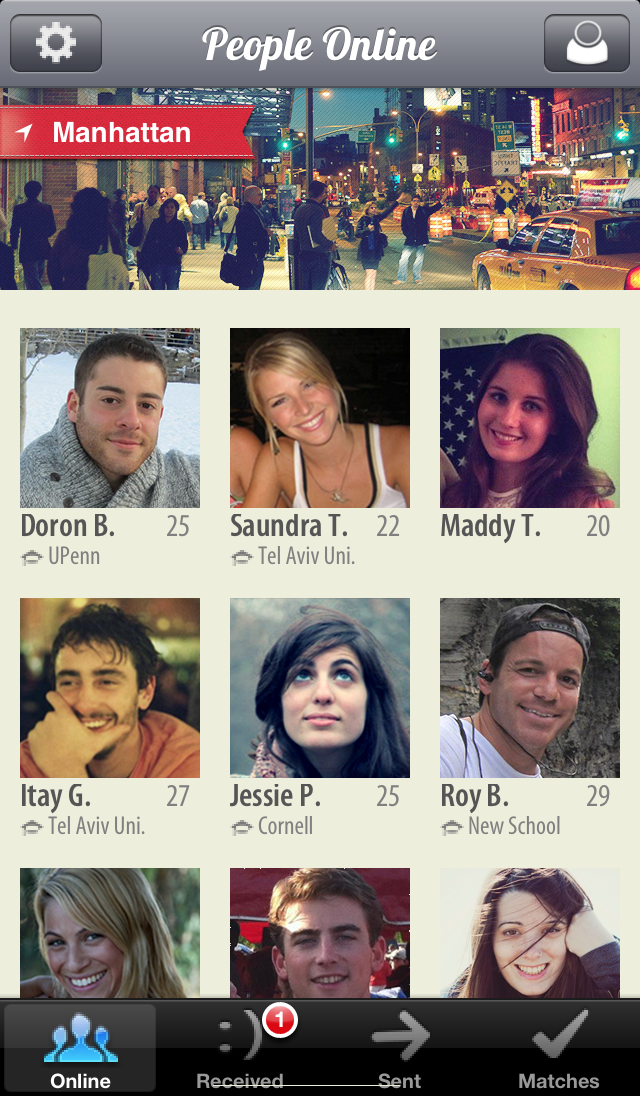 People Online
Manhattan
Doron B. 25
UPenn
Saundra T. 22
Tel Aviv Uni.
Maddy T. 20
Itay G. 27
Tel Aviv Uni.
Jessie P. 25
Cornell
Roy B. 29
New School
:) 1
Online
Received
Sent
Matches